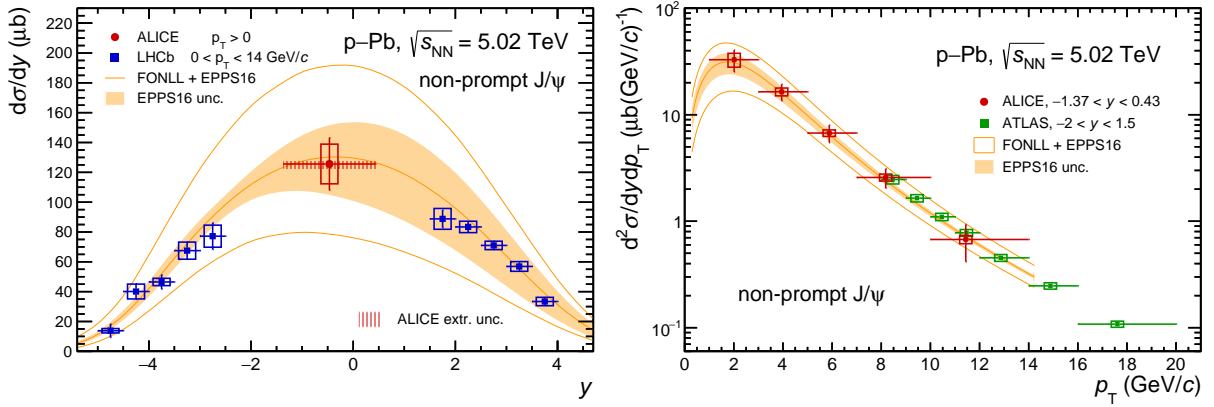 dσ/dy (μb)
220
200
180
160
140
120
100
80
60
40
20
0
−4
−2
0
2
4
y
ALICE p_T > 0
LHCb 0 < p_T < 14 GeV/c
FONLL + EPPS16
EPPS16 unc.
p–Pb, √s_NN = 5.02 TeV
non-prompt J/ψ
ALICE extr. unc.
d²σ/dydp_T (μb(GeV/c)⁻¹)
10
1
10⁻¹
0
2
4
6
8
10
12
14
16
18
20
p_T (GeV/c)
p–Pb, √s_NN = 5.02 TeV
ALICE, −1.37 < y < 0.43
ATLAS, −2 < y < 1.5
FONLL + EPPS16
EPPS16 unc.
non-prompt J/ψ